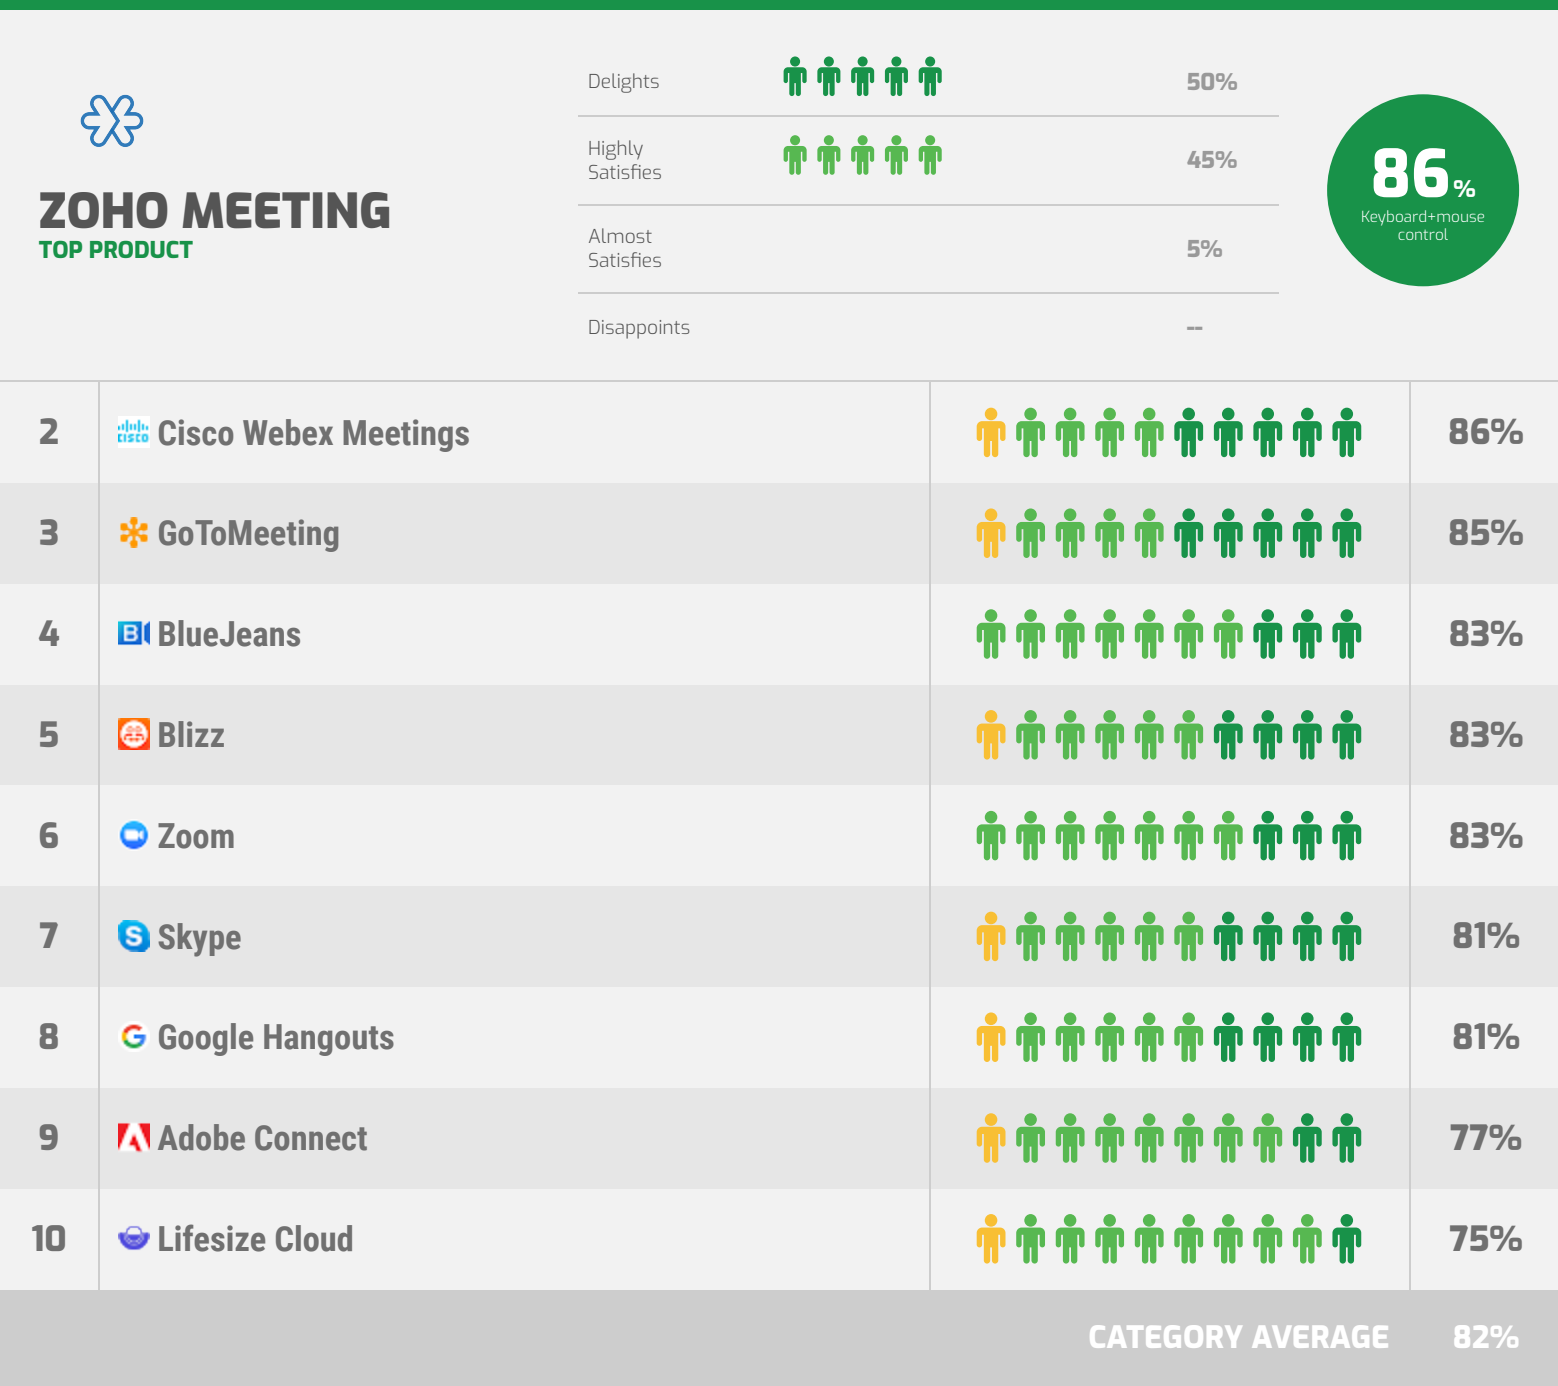 ZOHO MEETING
TOP PRODUCT
Delights 50%
Highly
Satisfies 45%
Almost
Satisfies 5%
Disappoints --
86%
Keyboard+mouse
control
2 CISCO Cisco Webex Meetings 86%
3 GoToMeeting 85%
4 B BlueJeans 83%
5 Blizz 83%
6 Zoom 83%
7 S Skype 81%
8 G Google Hangouts 81%
9 Adobe Connect 77%
10 Lifesize Cloud 75%
CATEGORY AVERAGE 82%